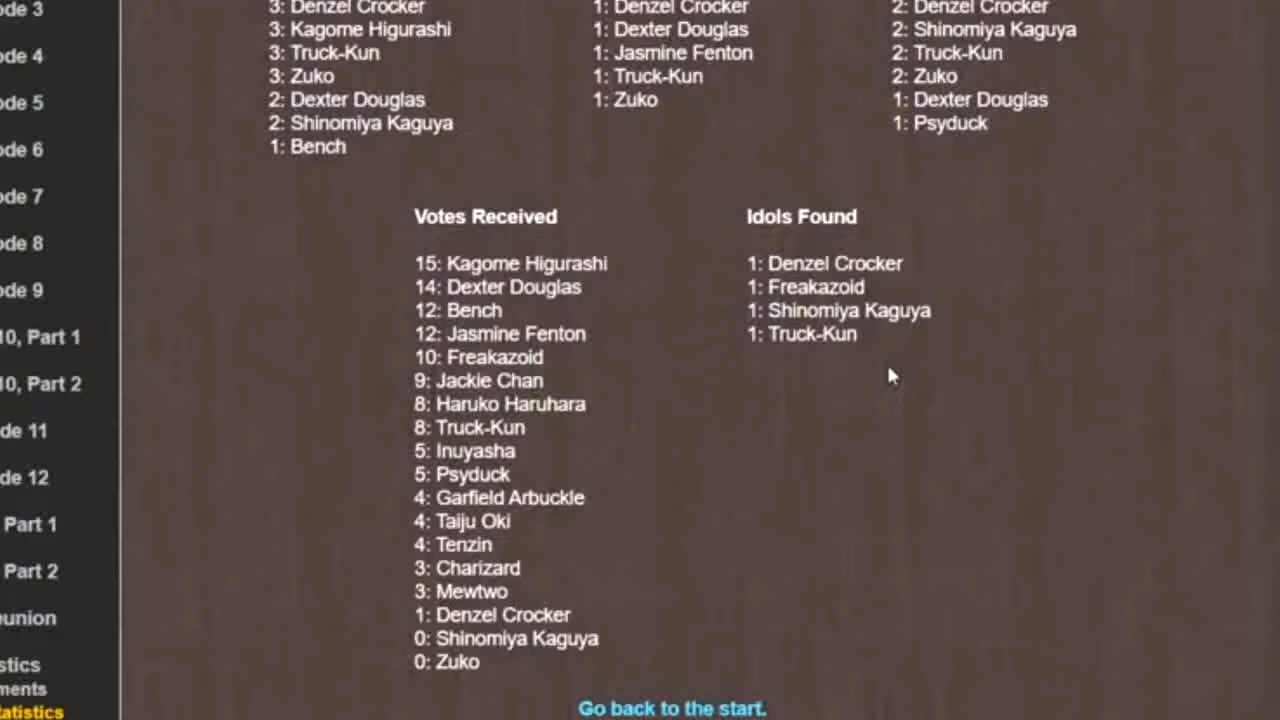 ode 3
ode 4
ode 5
ode 6
ode 7
ode 8
ode 9
10, Part 1
10, Part 2
de 11
de 12
Part 1
Part 2
eunion
stics
ments
tatistics
3: Denzel Crocker
3: Kagome Higurashi
3: Truck-Kun
3: Zuko
2: Dexter Douglas
2: Shinomiya Kaguya
1: Bench
1: Denzel Crocker
1: Dexter Douglas
1: Jasmine Fenton
1: Truck-Kun
1: Zuko
2: Denzel Crocker
2: Shinomiya Kaguya
2: Truck-Kun
2: Zuko
1: Dexter Douglas
1: Psyduck
Votes Received
15: Kagome Higurashi
14: Dexter Douglas
12: Bench
12: Jasmine Fenton
10: Freakazoid
9: Jackie Chan
8: Haruko Haruhara
8: Truck-Kun
5: Inuyasha
5: Psyduck
4: Garfield Arbuckle
4: Taiju Oki
4: Tenzin
3: Charizard
3: Mewtwo
1: Denzel Crocker
0: Shinomiya Kaguya
0: Zuko
Idols Found
1: Denzel Crocker
1: Freakazoid
1: Shinomiya Kaguya
1: Truck-Kun
Go back to the start.